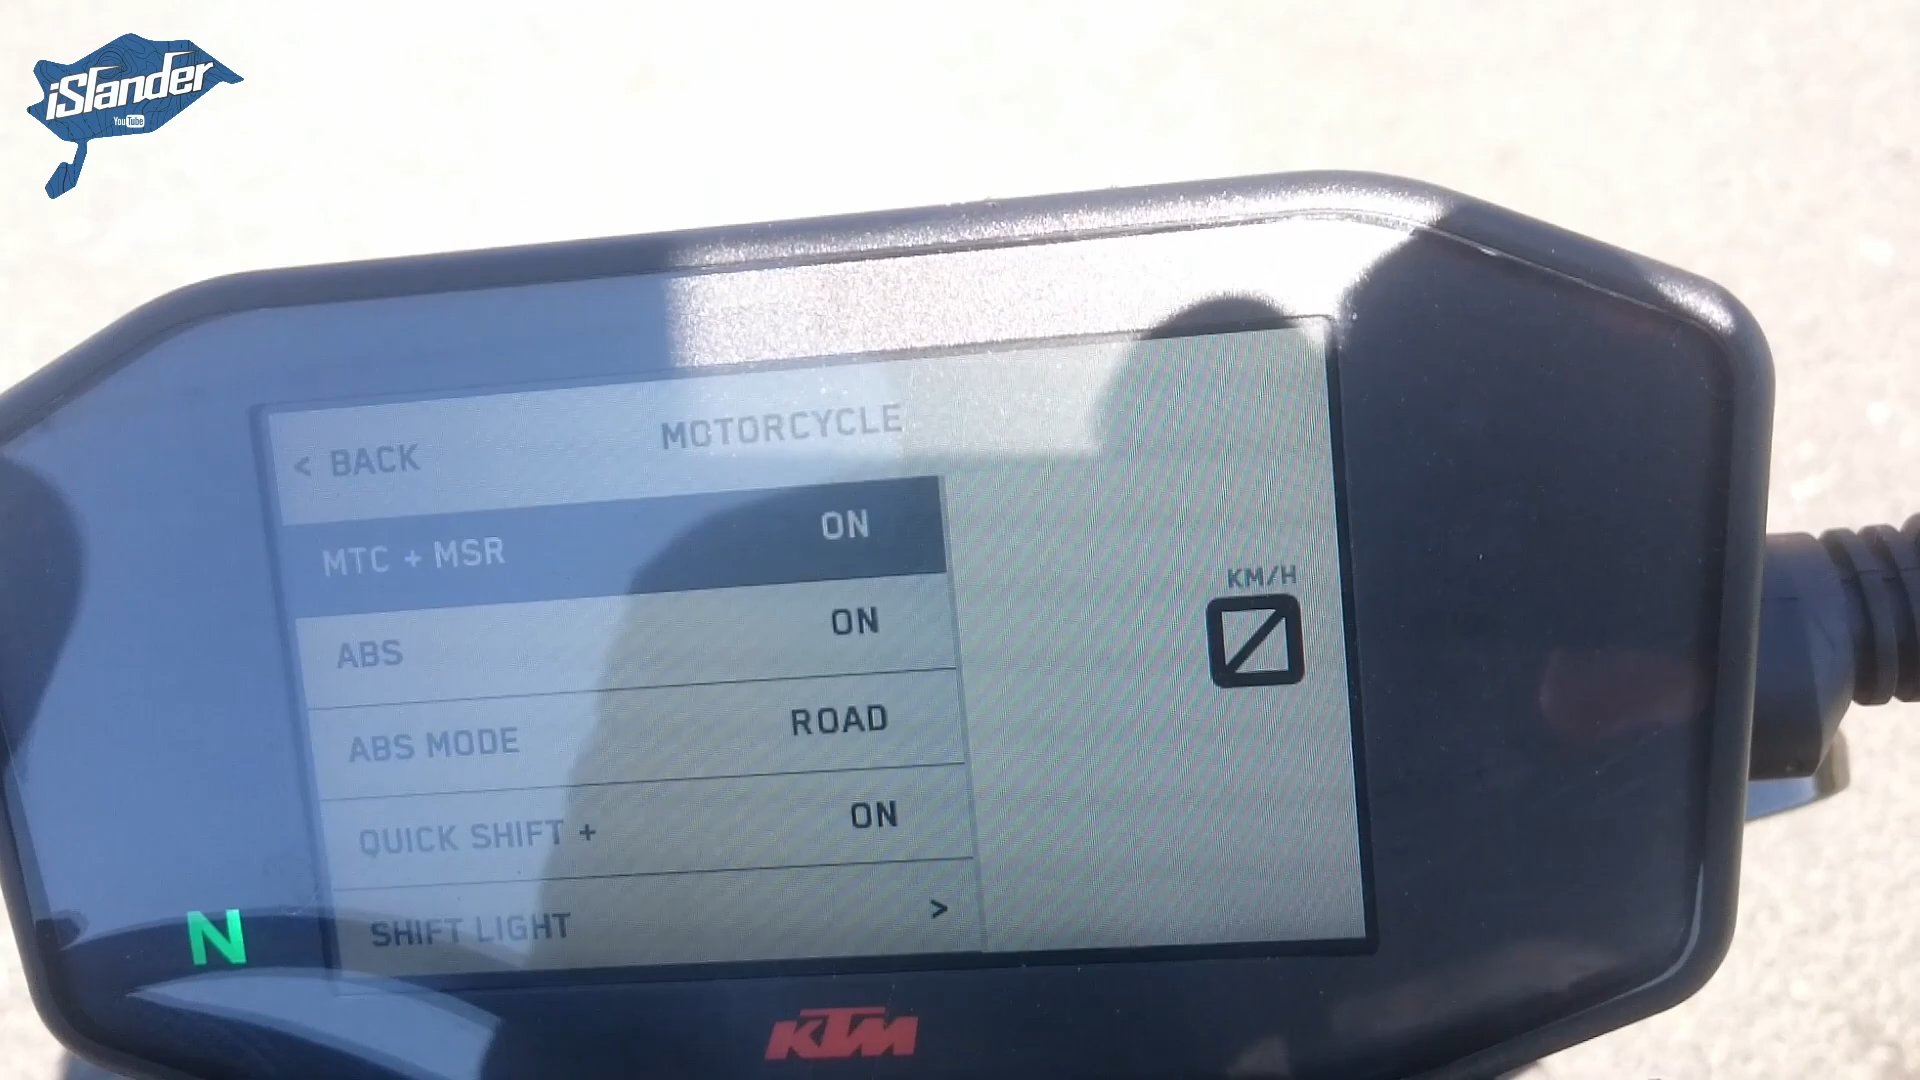 iSlander
YouTube
< BACK
MOTORCYCLE
MTC + MSR ON
ABS ON
ABS MODE ROAD
QUICK SHIFT + ON
SHIFT LIGHT >
KM/H
0
N
KTM